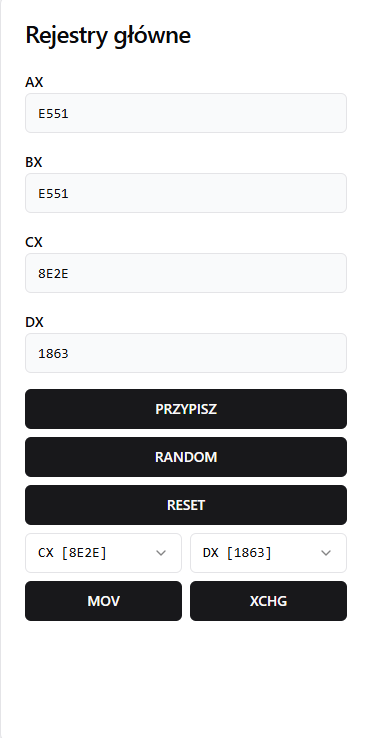 Rejestry główne
AX
E551
BX
E551
CX
8E2E
DX
1863
PRZYPISZ
RANDOM
RESET
CX [8E2E] DX [1863]
MOV XCHG